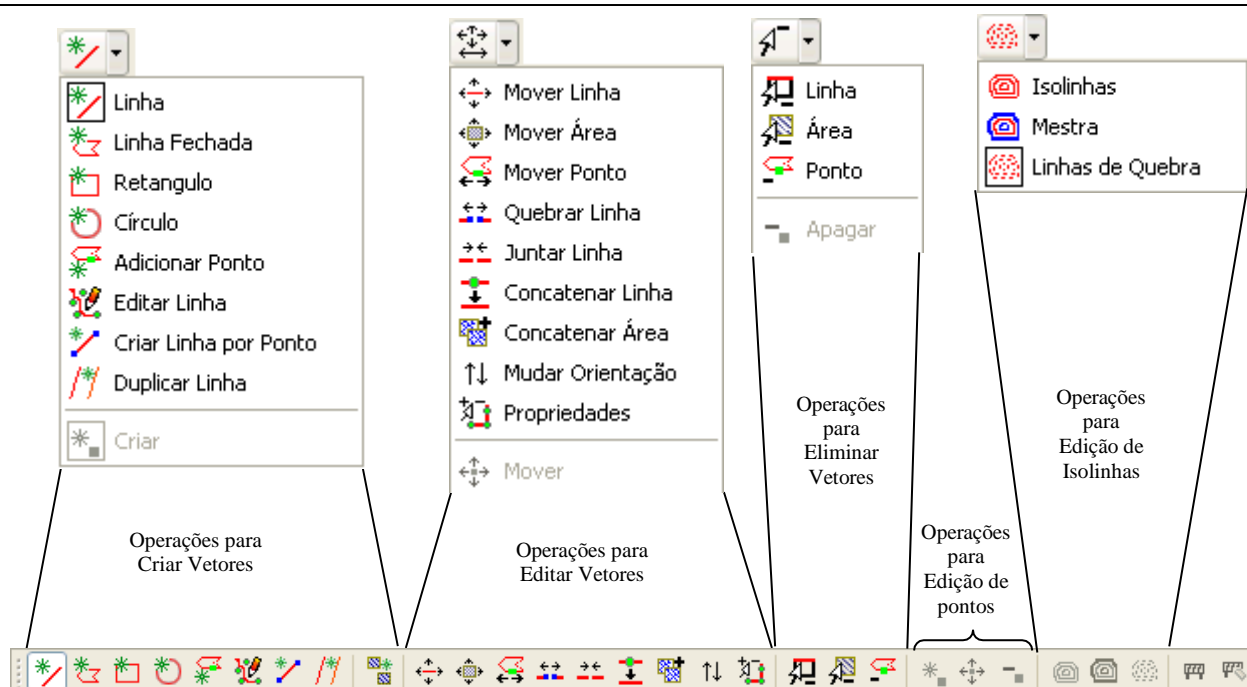 Linha
Linha Fechada
Retangulo
Círculo
Adicionar Ponto
Editar Linha
Criar Linha por Ponto
Duplicar Linha
Criar
Mover Linha
Mover Área
Mover Ponto
Quebrar Linha
Juntar Linha
Concatenar Linha
Concatenar Área
Mudar Orientação
Propriedades
Mover
Linha
Área
Ponto
Apagar
Isolinhas
Mestra
Linhas de Quebra
Operações para
Criar Vetores
Operações para
Editar Vetores
Operações
para
Eliminar
Vetores
Operações
para
Edição de
pontos
Operações
para
Edição de
Isolinhas